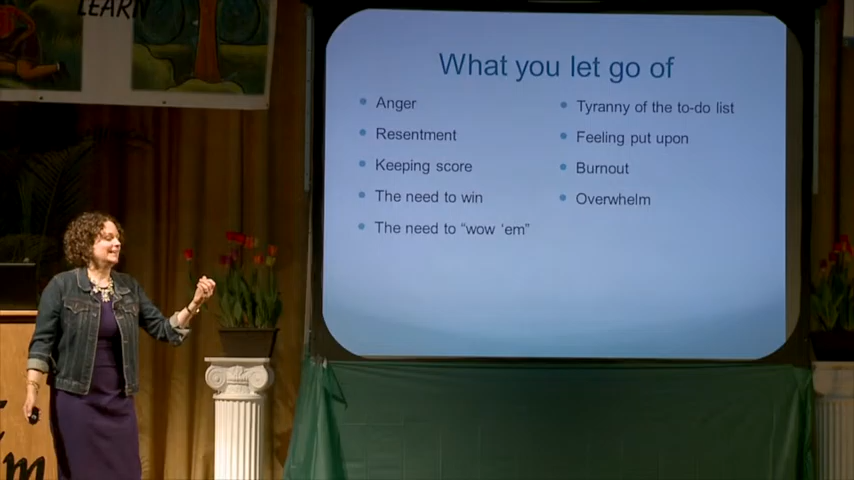 LEARN
What you let go of
Anger
Resentment
Keeping score
The need to win
The need to “wow ‘em”
Tyranny of the to-do list
Feeling put upon
Burnout
Overwhelm